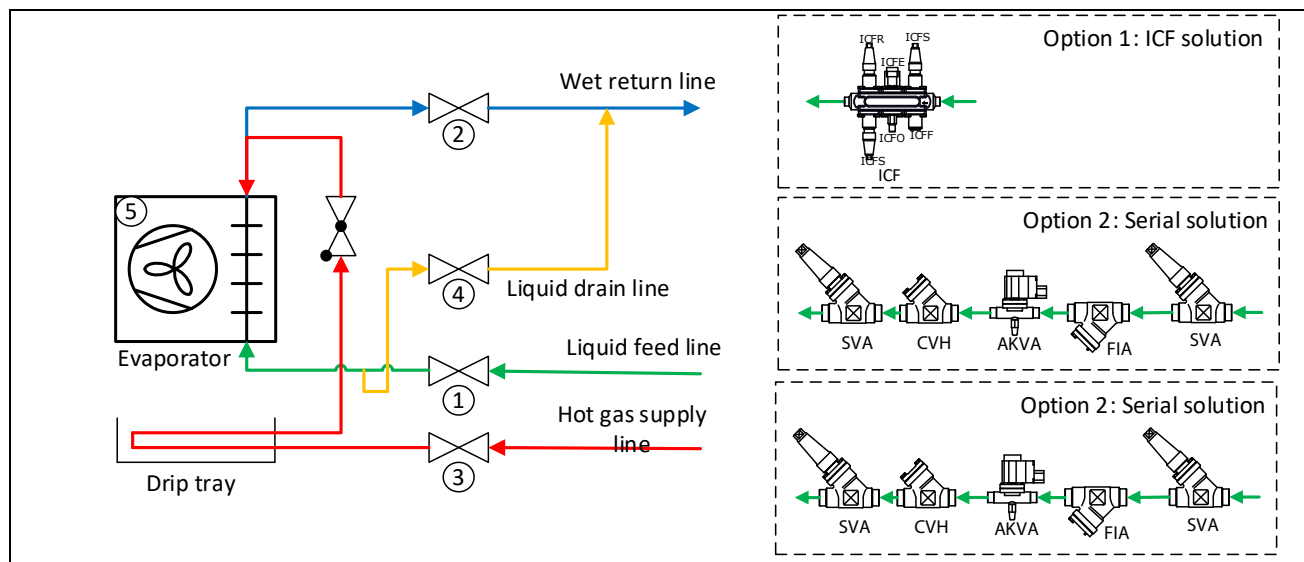 Wet return line
2
5
4
Liquid drain line
Evaporator
Liquid feed line
1
Hot gas supply
line
3
Drip tray
Option 1: ICF solution
ICFR
ICFS
ICFE
ICFO
ICFF
ICFS
ICF
Option 2: Serial solution
SVA
CVH
AKVA
FIA
SVA
Option 2: Serial solution
SVA
CVH
AKVA
FIA
SVA